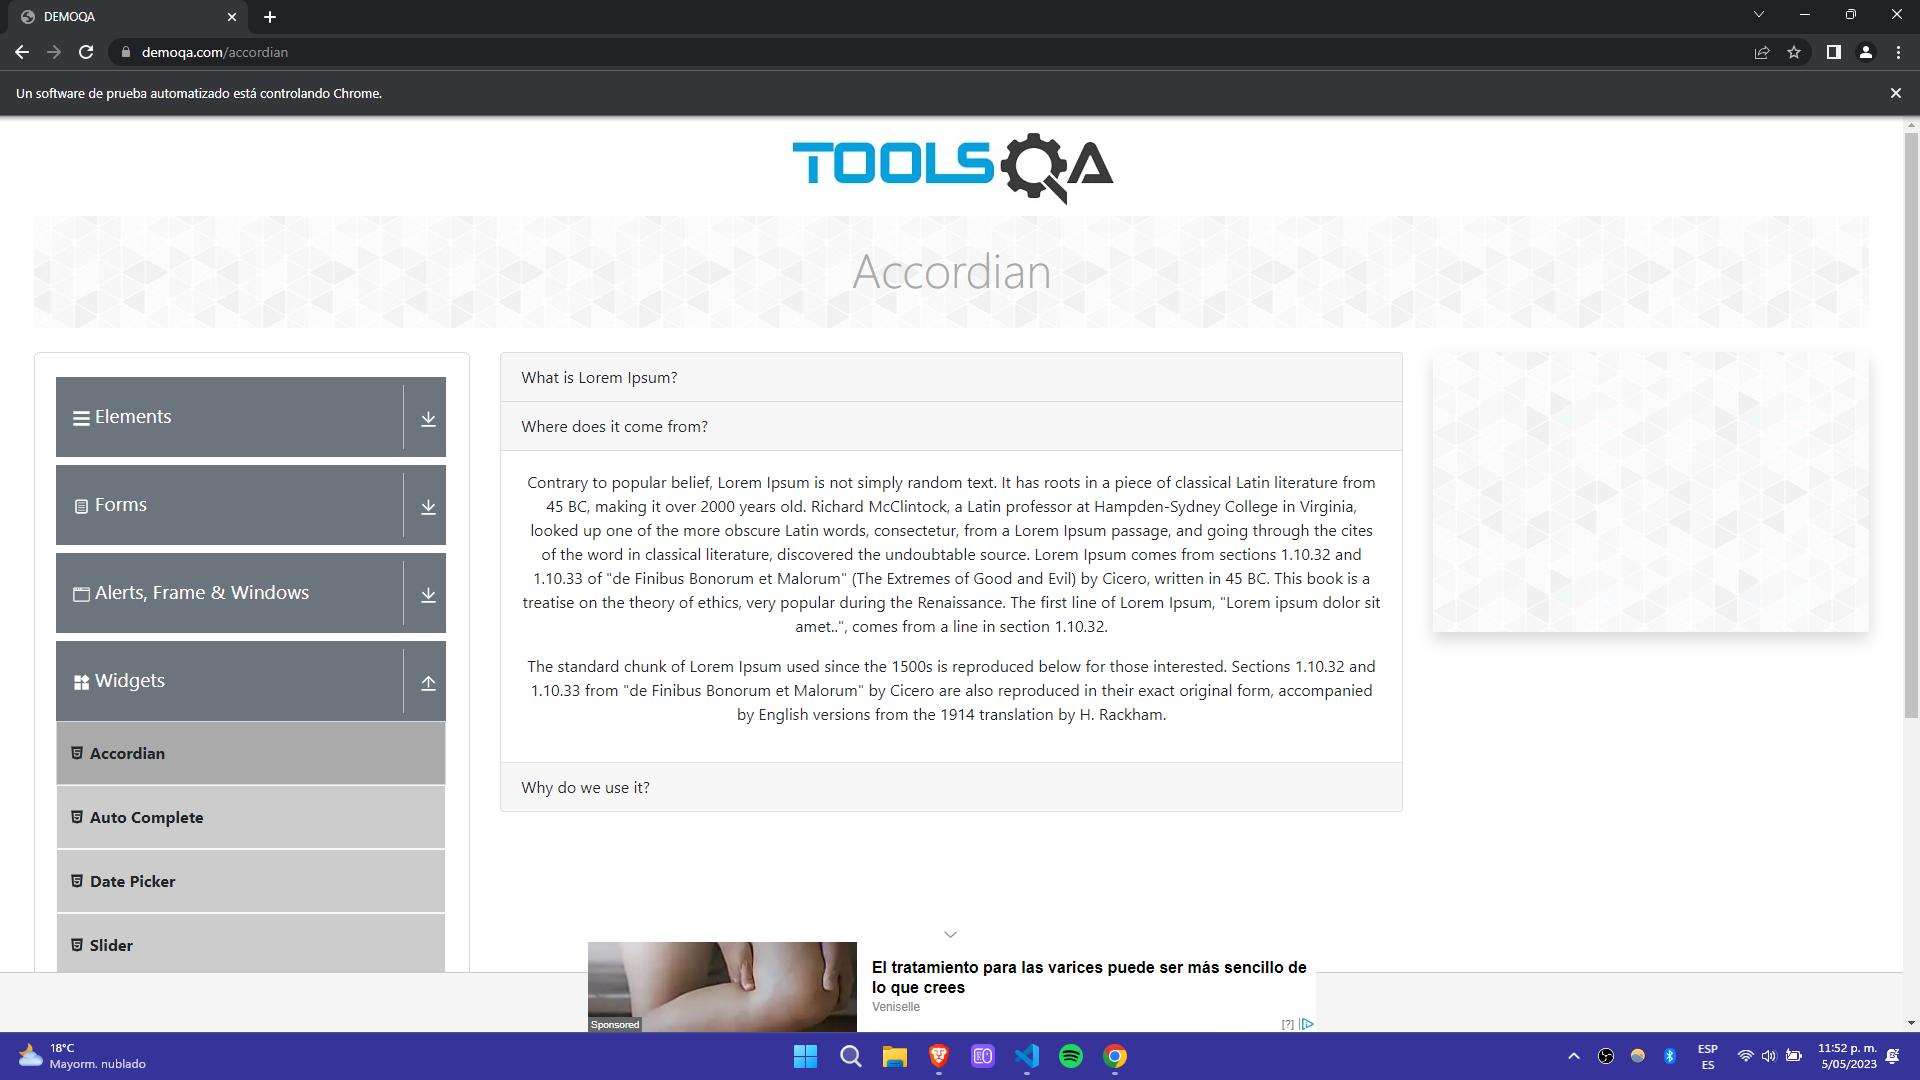 DEMOQA
demoqa.com/accordian
Un software de prueba automatizado está controlando Chrome.
TOOLSQA
Accordian
Elements
Forms
Alerts, Frame & Windows
Widgets
Accordian
Auto Complete
Date Picker
Slider
What is Lorem Ipsum?
Where does it come from?
Contrary to popular belief, Lorem Ipsum is not simply random text. It has roots in a piece of classical Latin literature from
45 BC, making it over 2000 years old. Richard McClintock, a Latin professor at Hampden-Sydney College in Virginia,
looked up one of the more obscure Latin words, consectetur, from a Lorem Ipsum passage, and going through the cites
of the word in classical literature, discovered the undoubtable source. Lorem Ipsum comes from sections 1.10.32 and
1.10.33 of "de Finibus Bonorum et Malorum" (The Extremes of Good and Evil) by Cicero, written in 45 BC. This book is a
treatise on the theory of ethics, very popular during the Renaissance. The first line of Lorem Ipsum, "Lorem ipsum dolor sit
amet..", comes from a line in section 1.10.32.
The standard chunk of Lorem Ipsum used since the 1500s is reproduced below for those interested. Sections 1.10.32 and
1.10.33 from "de Finibus Bonorum et Malorum" by Cicero are also reproduced in their exact original form, accompanied
by English versions from the 1914 translation by H. Rackham.
Why do we use it?
El tratamiento para las varices puede ser más sencillo de
lo que crees
Veniselle
Sponsored
[?]
18°C
Mayorm. nublado
ESP
ES
11:52 p. m.
5/05/2023